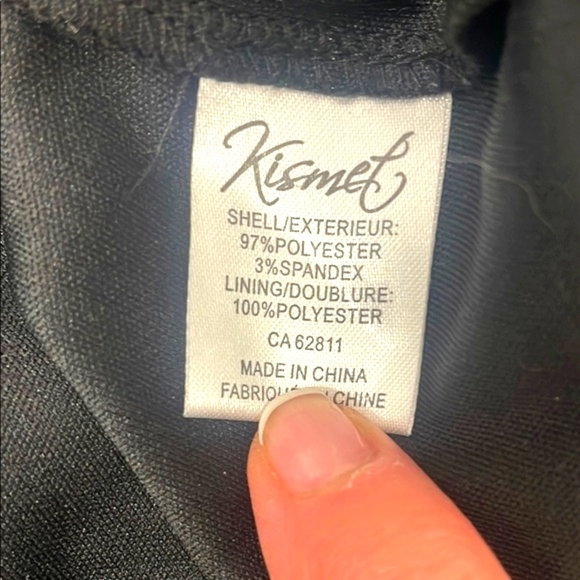 Kismet
SHELL/EXTERIEUR:
97%POLYESTER
3%SPANDEX
LINING/DOUBLURE:
100%POLYESTER
CA 62811
MADE IN CHINA
CHINE